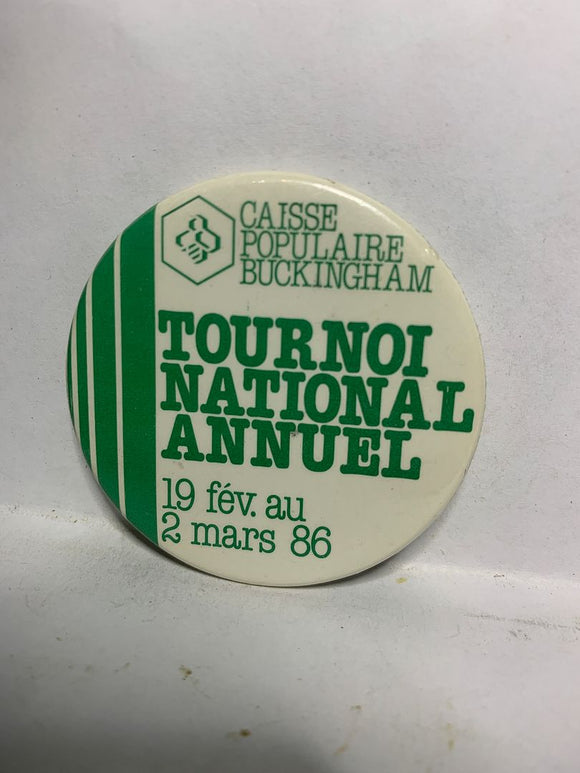 CAISSE
POPULAIRE
BUCKINGHAM
TOURNOI
NATIONAL
ANNUEL
19 fév. au
2 mars 86